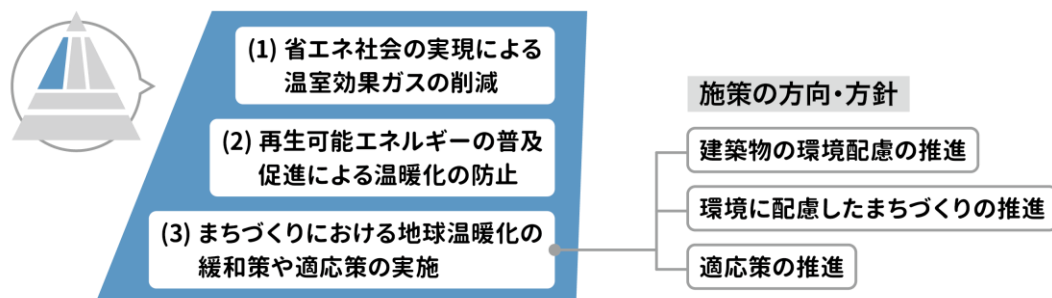 (1) 省エネ社会の実現による
温室効果ガスの削減
(2) 再生可能エネルギーの普及
促進による温暖化の防止
(3) まちづくりにおける地球温暖化の
緩和策や適応策の実施
施策の方向・方針
建築物の環境配慮の推進
環境に配慮したまちづくりの推進
適応策の推進